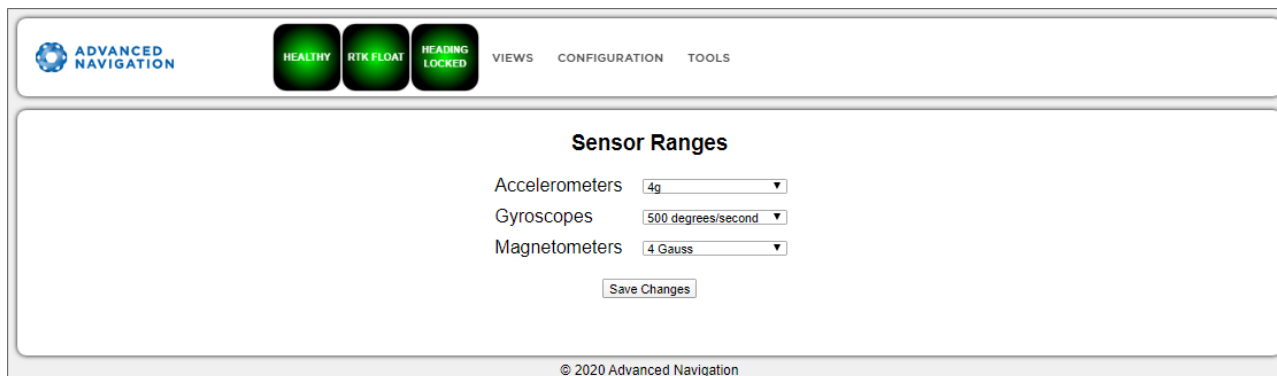 ADVANCED
NAVIGATION
HEALTHY
RTK FLOAT
HEADING
LOCKED
VIEWS CONFIGURATION TOOLS
Sensor Ranges
Accelerometers 4g
Gyroscopes 500 degrees/second
Magnetometers 4 Gauss
Save Changes
© 2020 Advanced Navigation